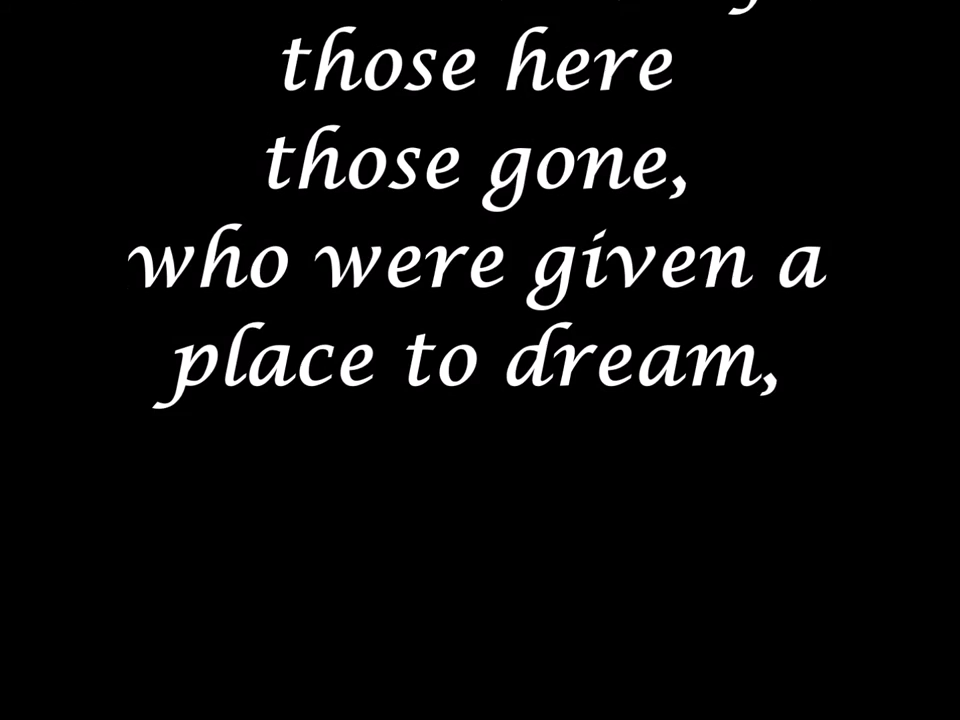 those here
those gone,
who were given a
place to dream,